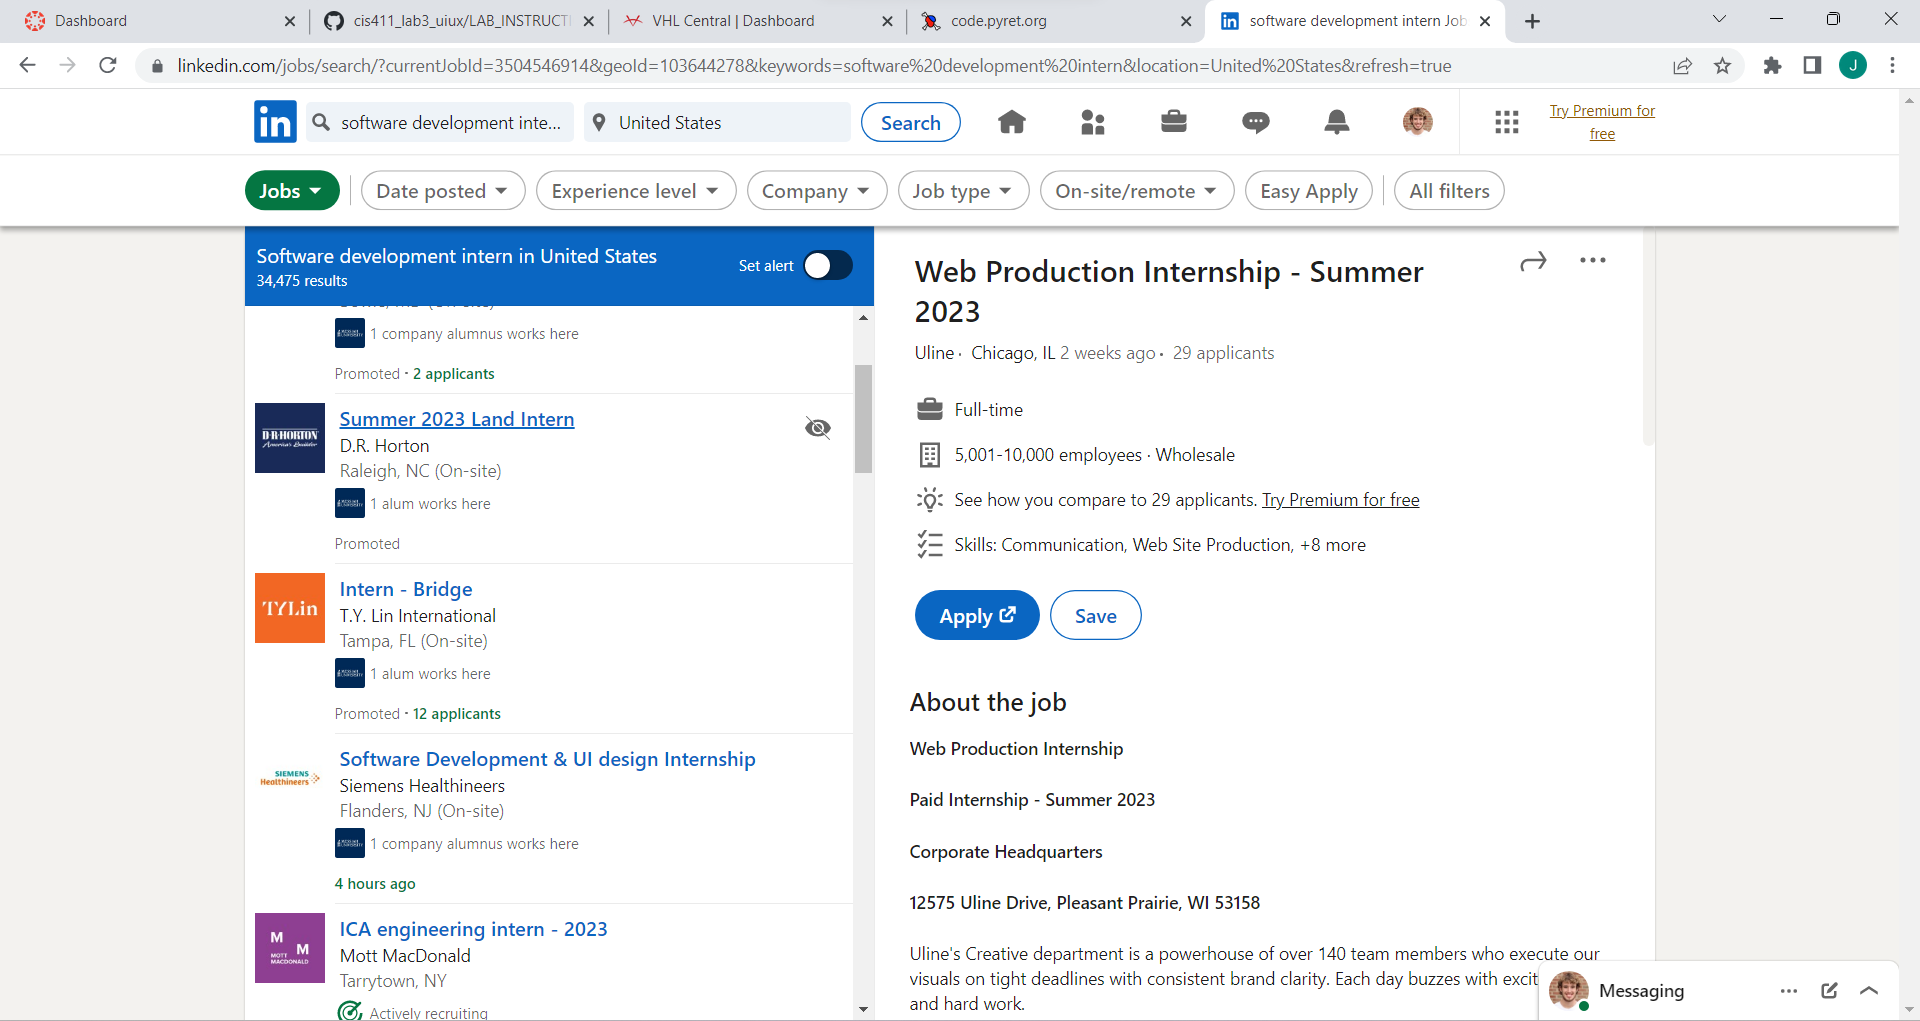 Dashboard
cis411_lab3_uiux/LAB_INSTRUCTI
VHL Central | Dashboard
code.pyret.org
software development intern Job
linkedin.com/jobs/search/?currentJobId=3504546914&geoId=103644278&keywords=software%20development%20intern&location=United%20States&refresh=true
J
in
software development inte...
United States
Search
Try Premium for
free
Jobs
Date posted
Experience level
Company
Job type
On-site/remote
Easy Apply
All filters
Software development intern in United States
34,475 results
Set alert
1 company alumnus works here
Promoted · 2 applicants
D·R·HORTON
America's Builder
Summer 2023 Land Intern
D.R. Horton
Raleigh, NC (On-site)
1 alum works here
Promoted
TYLin
Intern - Bridge
T.Y. Lin International
Tampa, FL (On-site)
1 alum works here
Promoted · 12 applicants
SIEMENS
Healthineers
Software Development & UI design Internship
Siemens Healthineers
Flanders, NJ (On-site)
1 company alumnus works here
4 hours ago
M
M
MOTT
MACDONALD
ICA engineering intern - 2023
Mott MacDonald
Tarrytown, NY
Actively recruiting
Web Production Internship - Summer
2023
Uline · Chicago, IL 2 weeks ago · 29 applicants
Full-time
5,001-10,000 employees · Wholesale
See how you compare to 29 applicants. Try Premium for free
Skills: Communication, Web Site Production, +8 more
Apply
Save
About the job
Web Production Internship
Paid Internship - Summer 2023
Corporate Headquarters
12575 Uline Drive, Pleasant Prairie, WI 53158
Uline's Creative department is a powerhouse of over 140 team members who execute our
visuals on tight deadlines with consistent brand clarity. Each day buzzes with excit
and hard work.
Messaging